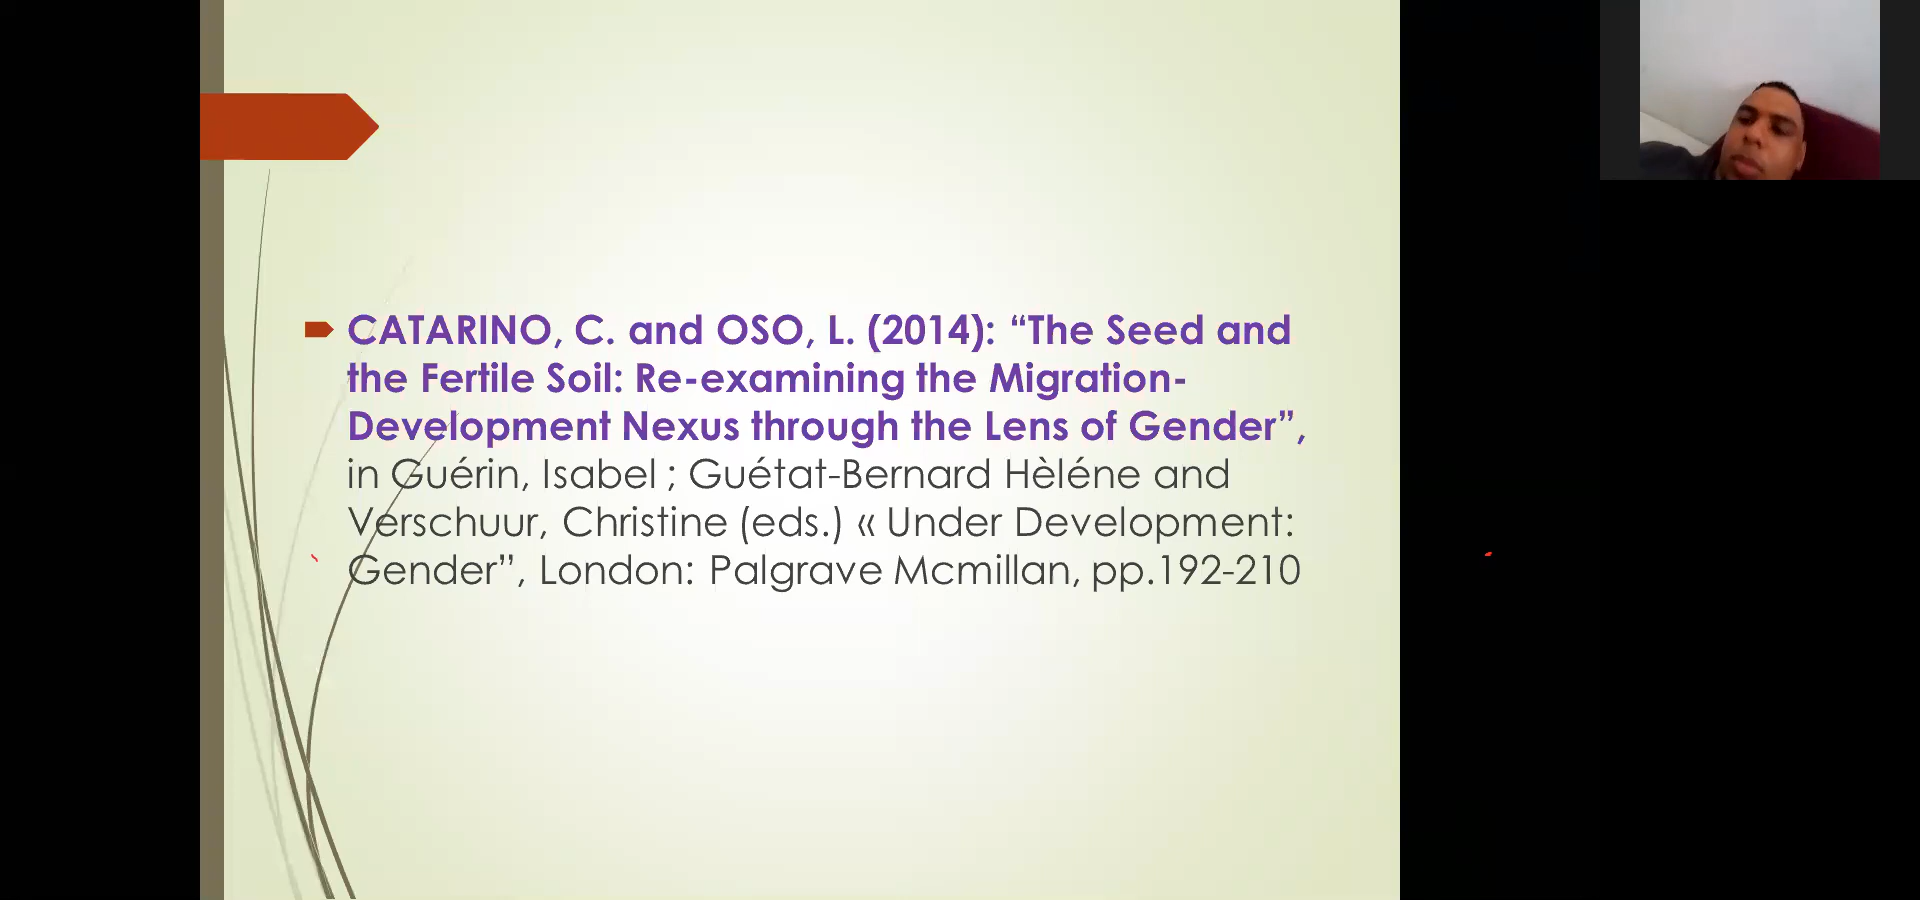 CATARINO, C. and OSO, L. (2014): “The Seed and
the Fertile Soil: Re-examining the Migration-
Development Nexus through the Lens of Gender”,
in Guérin, Isabel ; Guétat-Bernard Hèléne and
Verschuur, Christine (eds.) « Under Development:
Gender”, London: Palgrave Mcmillan, pp.192-210